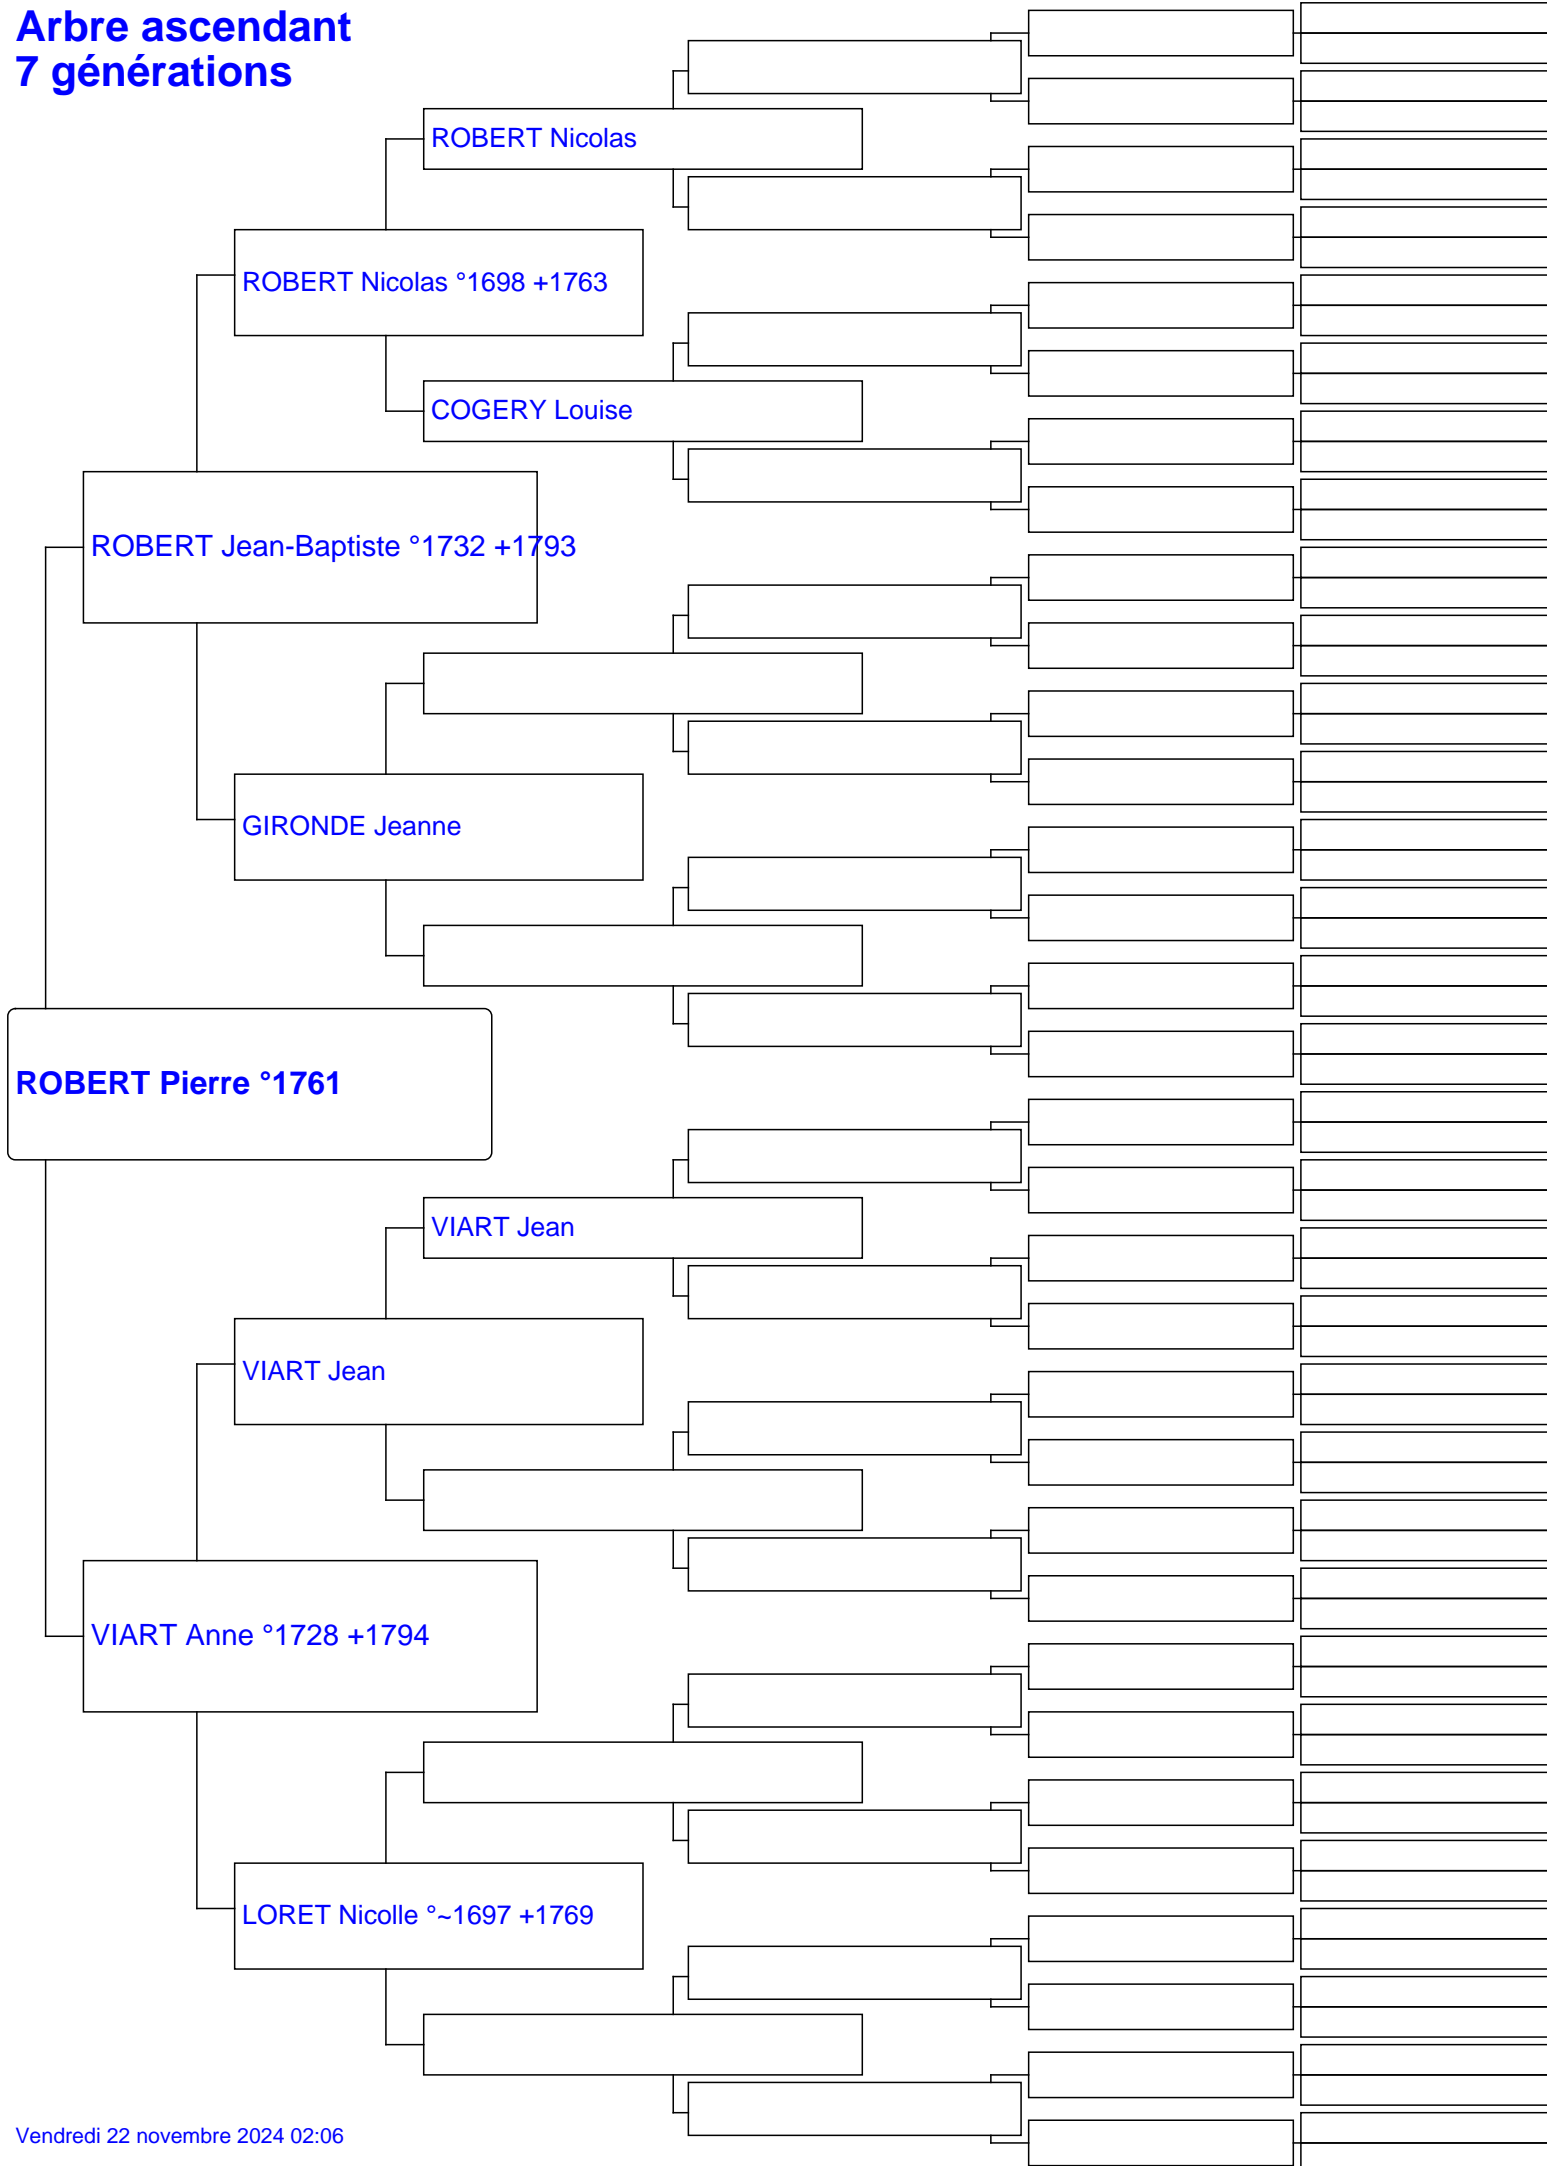 Arbre ascendant
7 générations
ROBERT Nicolas
ROBERT Nicolas °1698 +1763
COGERY Louise
ROBERT Jean-Baptiste °1732 +1793
GIRONDE Jeanne
ROBERT Pierre °1761
VIART Jean
VIART Jean
VIART Anne °1728 +1794
LORET Nicolle °~1697 +1769
Vendredi 22 novembre 2024 02:06